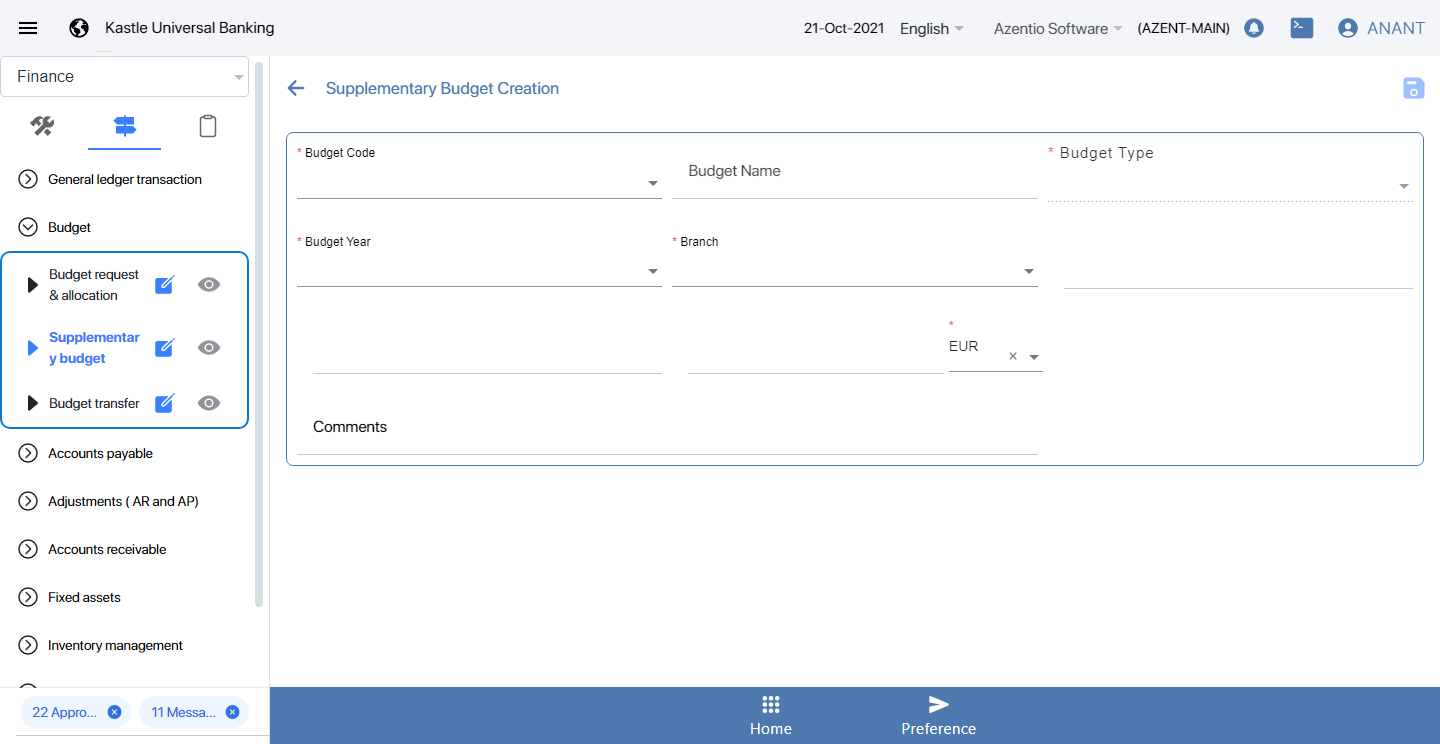 Kastle Universal Banking
21-Oct-2021
English
Azentio Software
(AZENT-MAIN)
ANANT
Finance
General ledger transaction
Budget
Budget request
& allocation
Supplementar
y budget
Budget transfer
Accounts payable
Adjustments ( AR and AP)
Accounts receivable
Fixed assets
Inventory management
22 Appro...
11 Messa...
Supplementary Budget Creation
* Budget Code
Budget Name
* Budget Type
* Budget Year
* Branch
*
EUR
Comments
Home
Preference